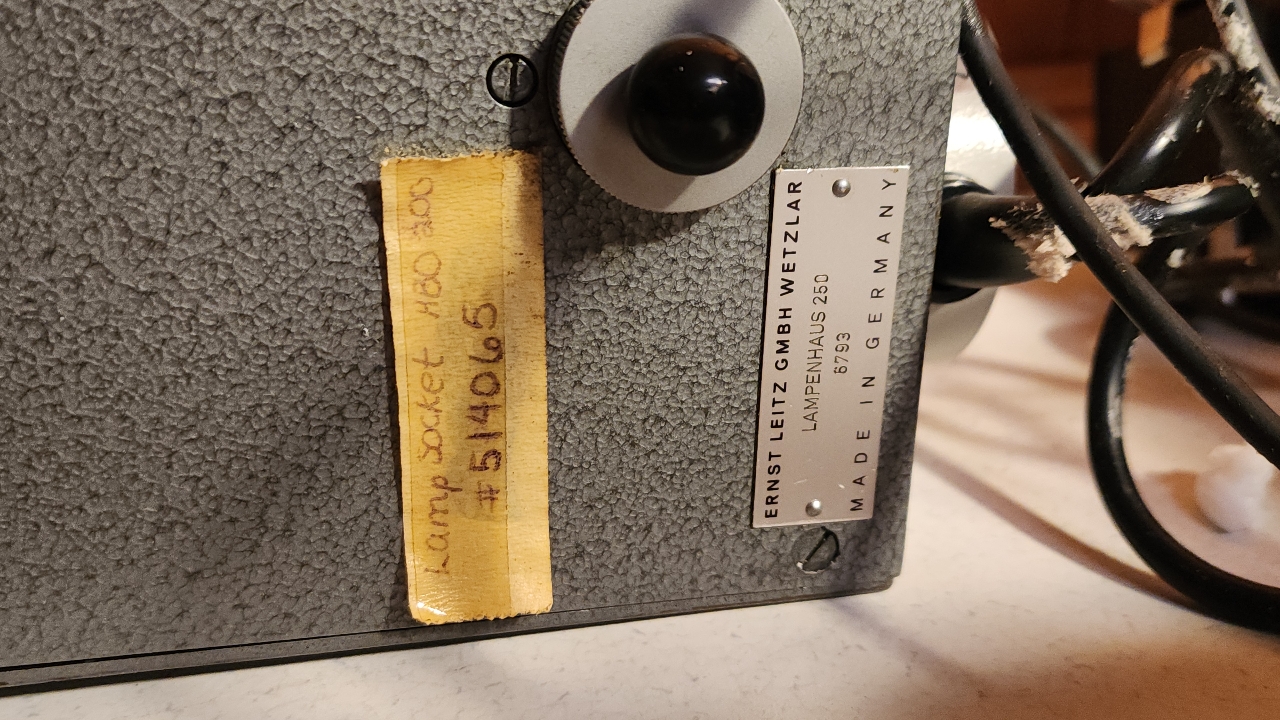 Lamp socket HBO 200
#514065
ERNST LEITZ GMBH WETZLAR
LAMPENHAUS 250
6793
MADE IN GERMANY